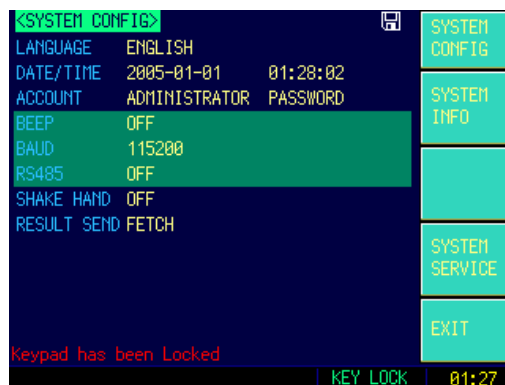 <SYSTEM CONFIG>
LANGUAGE ENGLISH
DATE/TIME 2005-01-01 01:28:02
ACCOUNT ADMINISTRATOR PASSWORD
BEEP OFF
BAUD 115200
RS485 OFF
SHAKE HAND OFF
RESULT SEND FETCH
Keypad has been Locked
KEY LOCK 01:27
SYSTEM
CONFIG
SYSTEM
INFO
SYSTEM
SERVICE
EXIT